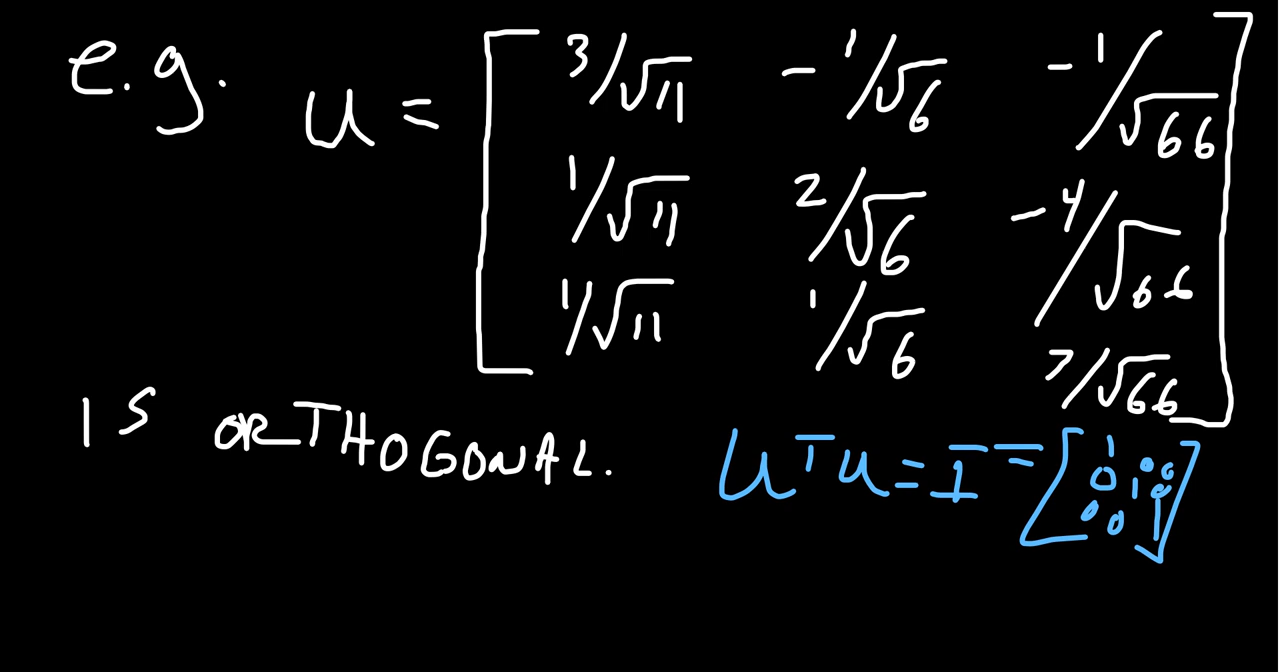 e.g. U = [ 3/√11 -1/√6 -1/√66
1/√11 2/√6 -4/√66
1/√11 1/√6 7/√66 ]
IS ORTHOGONAL. UᵀU = I = [ 1 0 0
0 1 0
0 0 1 ]